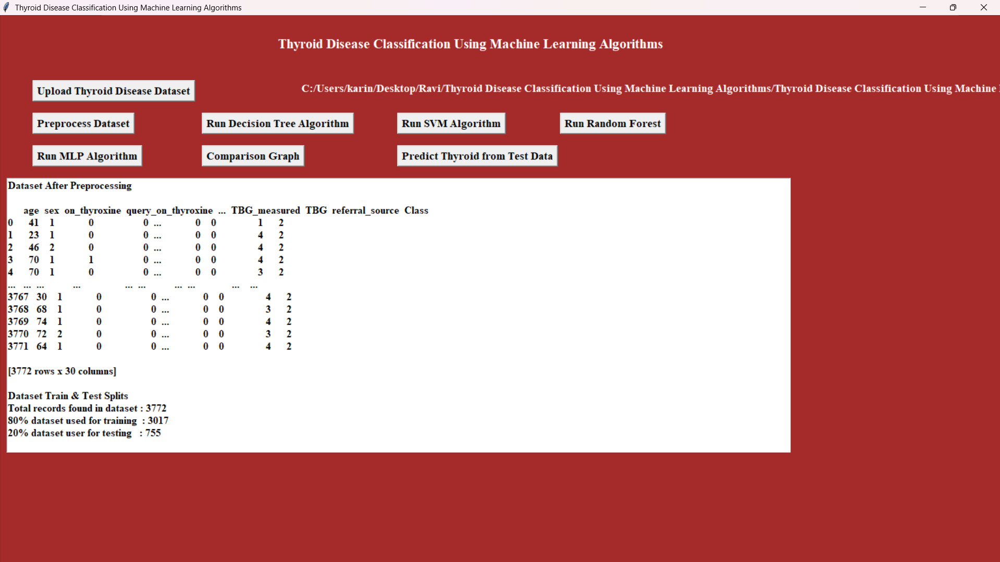 Thyroid Disease Classification Using Machine Learning Algorithms
Thyroid Disease Classification Using Machine Learning Algorithms
Upload Thyroid Disease Dataset
C:/Users/karin/Desktop/Ravi/Thyroid Disease Classification Using Machine Learning Algorithms/Thyroid Disease Classification Using Machine
Preprocess Dataset
Run Decision Tree Algorithm
Run SVM Algorithm
Run Random Forest
Run MLP Algorithm
Comparison Graph
Predict Thyroid from Test Data
Dataset After Preprocessing
age sex on_thyroxine query_on_thyroxine ... TBG_measured TBG referral_source Class
0 41 1 0 0 ... 0 0 1 2
1 23 1 0 0 ... 0 0 4 2
2 46 2 0 0 ... 0 0 4 2
3 70 1 1 0 ... 0 0 4 2
4 70 1 0 0 ... 0 0 3 2
... ... ... ... ... ... ... ... ... ...
3767 30 1 0 0 ... 0 0 4 2
3768 68 1 0 0 ... 0 0 3 2
3769 74 1 0 0 ... 0 0 4 2
3770 72 2 0 0 ... 0 0 3 2
3771 64 1 0 0 ... 0 0 4 2
[3772 rows x 30 columns]
Dataset Train & Test Splits
Total records found in dataset : 3772
80% dataset used for training : 3017
20% dataset user for testing : 755